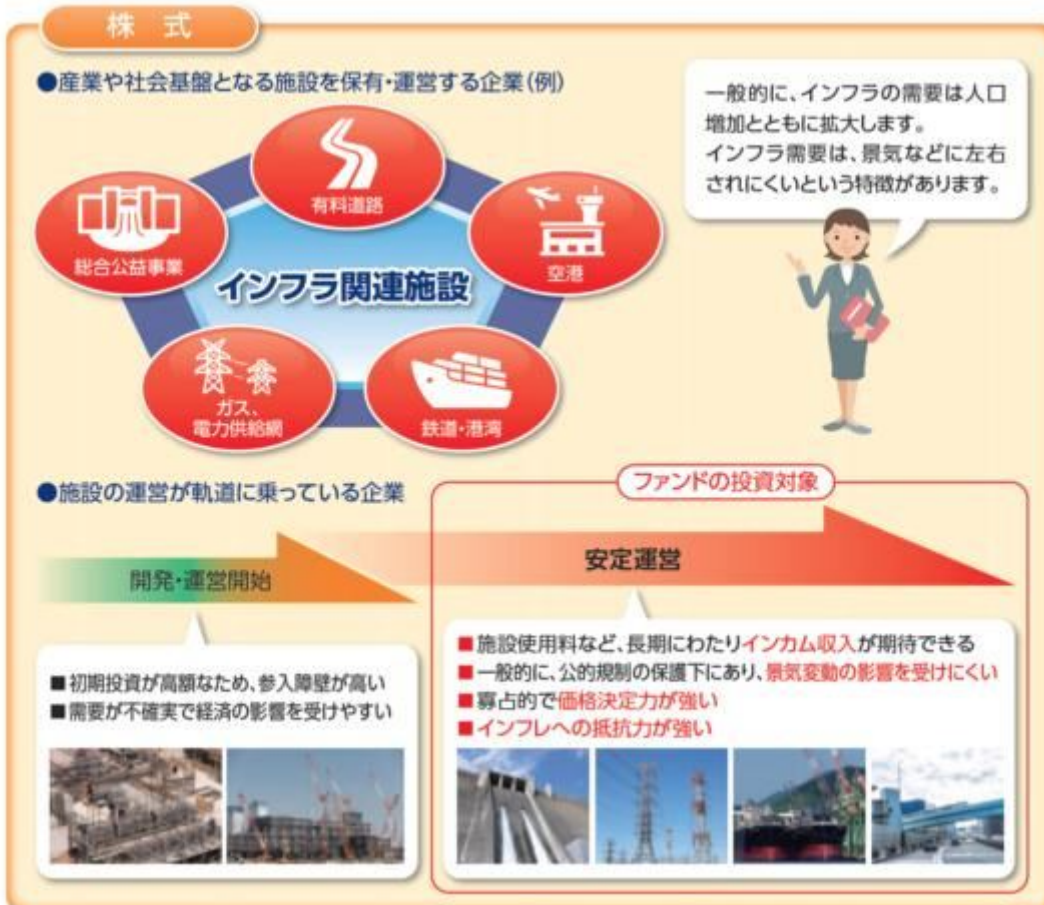 株 式
●産業や社会基盤となる施設を保有・運営する企業(例)
一般的に、インフラの需要は人口
増加とともに拡大します。
インフラ需要は、景気などに左右
されにくいという特徴があります。
有料道路
総合公益事業
空港
インフラ関連施設
ガス、
電力供給網
鉄道・港湾
●施設の運営が軌道に乗っている企業
ファンドの投資対象
開発・運営開始
安定運営
■初期投資が高額なため、参入障壁が高い
■需要が不確実で経済の影響を受けやすい
■施設使用料など、長期にわたりインカム収入が期待できる
■一般的に、公的規制の保護下にあり、景気変動の影響を受けにくい
■寡占的で価格決定力が強い
■インフレへの抵抗力が強い